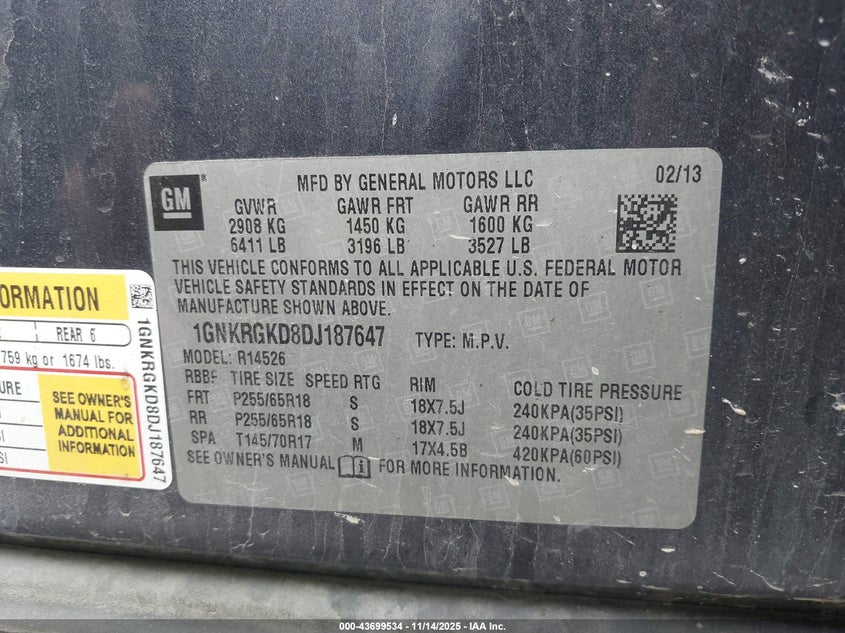 GM
MFD BY GENERAL MOTORS LLC
02/13
GVWR GAWR FRT GAWR RR
2908 KG 1450 KG 1600 KG
6411 LB 3196 LB 3527 LB
THIS VEHICLE CONFORMS TO ALL APPLICABLE U.S. FEDERAL MOTOR
VEHICLE SAFETY STANDARDS IN EFFECT ON THE DATE OF
MANUFACTURE SHOWN ABOVE.
1GNKRGKD8DJ187647 TYPE: M.P.V.
MODEL: R14526
TIRE SIZE SPEED RTG RIM COLD TIRE PRESSURE
FRT P255/65R18 S 18X7.5J 240KPA(35PSI)
RR P255/65R18 S 18X7.5J 240KPA(35PSI)
SPA T145/70R17 M 17X4.5B 420KPA(60PSI)
SEE OWNER'S MANUAL FOR MORE INFORMATION.
ORMATION
REAR 6
759 kg or 1674 lbs.
URE
SEE OWNER'S
MANUAL FOR
ADDITIONAL
INFORMATION
1GNKRGKD8DJ187647
000-43699534 - 11/14/2025 - IAA Inc.